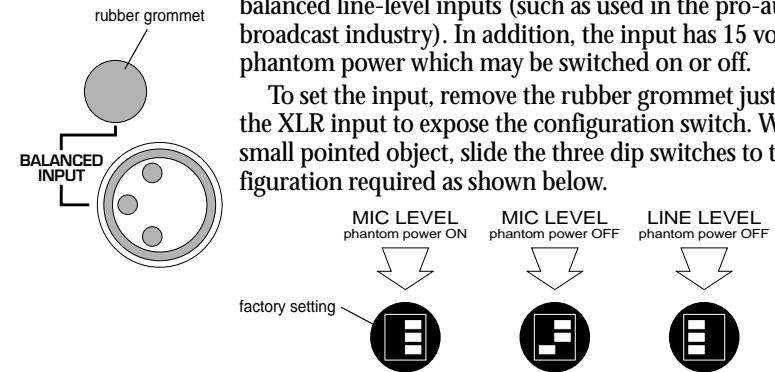 rubber grommet
BALANCED
INPUT
balanced line-level inputs (such as used in the pro-au
broadcast industry). In addition, the input has 15 vo
phantom power which may be switched on or off.
To set the input, remove the rubber grommet just
the XLR input to expose the configuration switch. W
small pointed object, slide the three dip switches to t
figuration required as shown below.
MIC LEVEL
phantom power ON
MIC LEVEL
phantom power OFF
LINE LEVEL
phantom power OFF
factory setting